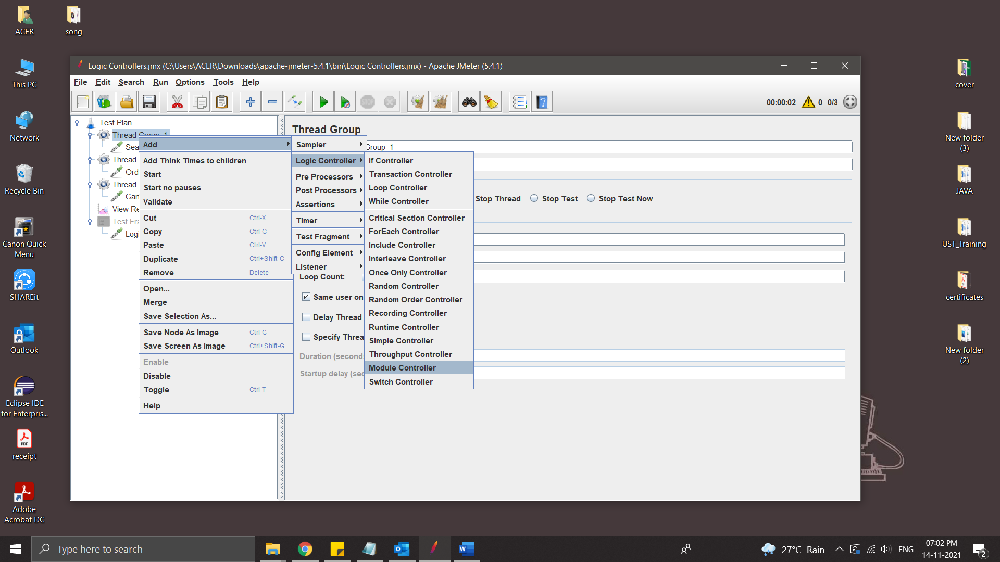 ACER
song
This PC
Network
Recycle Bin
Canon Quick
Menu
SHAREit
Outlook
Eclipse IDE
for Enterpris...
receipt
Adobe
Acrobat DC
Logic Controllers.jmx (C:\Users\ACER\Downloads\apache-jmeter-5.4.1\bin\Logic Controllers.jmx) - Apache JMeter (5.4.1)
File Edit Search Run Options Tools Help
STOP
00:00:02 0 0/3
Test Plan
Thread Group_1
Sea
Thread
Ord
Thread
Can
View Re
Test Fra
Log
Add
Add Think Times to children
Start
Start no pauses
Validate
Cut Ctrl-X
Copy Ctrl-C
Paste Ctrl-V
Duplicate Ctrl+Shift-C
Remove Delete
Open...
Merge
Save Selection As...
Save Node As Image Ctrl-G
Save Screen As Image Ctrl+Shift-G
Enable
Disable
Toggle Ctrl-T
Help
Sampler
Logic Controller
Pre Processors
Post Processors
Assertions
Timer
Test Fragment
Config Element
Listener
If Controller
Transaction Controller
Loop Controller
While Controller
Critical Section Controller
ForEach Controller
Include Controller
Interleave Controller
Once Only Controller
Random Controller
Random Order Controller
Recording Controller
Runtime Controller
Simple Controller
Throughput Controller
Module Controller
Switch Controller
Thread Group
Group_1
Stop Thread Stop Test Stop Test Now
Loop Count:
Same user on
Delay Thread
Specify Threa
Duration (seconds
Startup delay (sec
cover
New folder
(3)
JAVA
UST_Training
certificates
New folder
(2)
Type here to search
27°C Rain
ENG
07:02 PM
14-11-2021
2